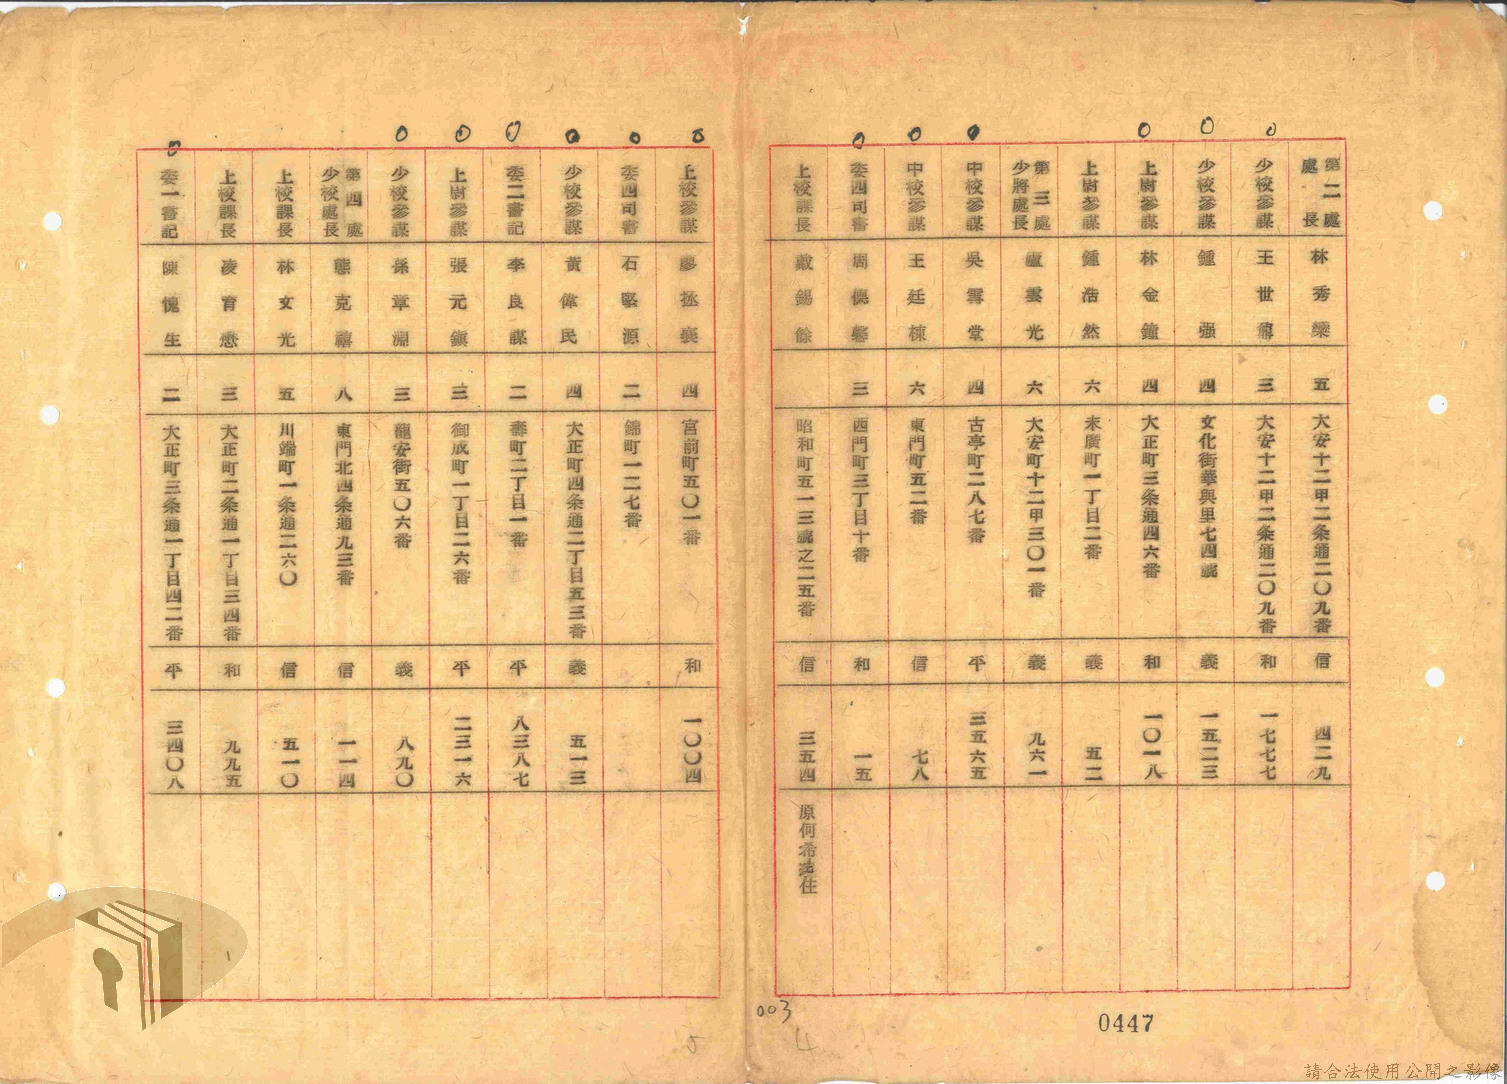 第二處
處長 林秀欒 五 大安十二甲二条通二〇九番 信 四二九
少校參謀 王世鼐 三 大安十二甲二条通二〇九番 和 一七七七
少校參謀 鍾强 四 文化街華與里七四號 義 一五二三
上尉參謀 林金鐘 四 大正町三条通四六番 和 一〇一八
上尉參謀 鍾浩然 六 末廣町一丁目二番 義 五二
第三處
少將處長 盧雲光 六 大安町十二甲三〇一番 義 九六一
中校參謀 吳雲堂 四 古亭町二八七番 平 三五六五
中校參謀 王廷棟 六 東門町五二番 信 七八
委四司書 周德馨 三 西門町三丁目十番 和 一五
上校課長 戴錫餘 昭和町五一三號之二五番 信 三五四 原何希 住
上校參謀 廖拯襄 四 宮前町五〇一番 和 一〇〇四
委四司書 石堅源 二 錦町一二七番
少校參謀 黃偉民 四 大正町四条通二丁目五三番 義 五一三
委二書記 李良謀 二 壽町二丁目一番 平 八三八七
上尉參謀 張元鎮 三 御成町一丁目二六番 平 二三一六
少校參謀 孫章淵 三 龍安街五〇六番 義 八九〇
第四處
少校處長 熊克禧 八 東門北四条通九三番 信 一一四
上校課長 林文光 五 川端町一条通二六〇 信 五一〇
上校課長 凌育懋 三 大正町二条通一丁目三四番 和 九九五
委一書記 陳愧生 二 大正町三条通一丁目四二番 平 三四〇八
003
4
5
0447
請合法使用公開之影像